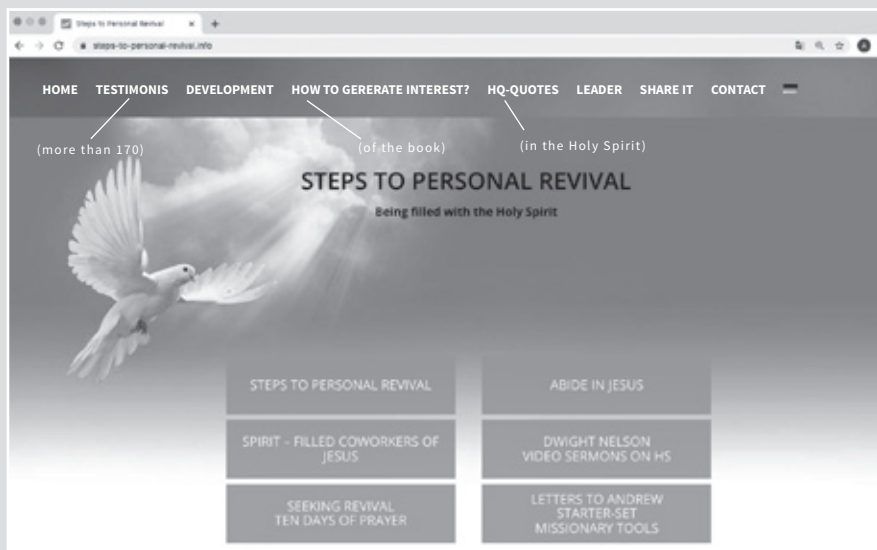 Steps to Personal Revival
steps-to-personal-revival.info
HOME TESTIMONIS DEVELOPMENT HOW TO GERERATE INTEREST? HQ-QUOTES LEADER SHARE IT CONTACT
(more than 170) (of the book) (in the Holy Spirit)
STEPS TO PERSONAL REVIVAL
Being filled with the Holy Spirit
STEPS TO PERSONAL REVIVAL
ABIDE IN JESUS
SPIRIT – FILLED COWORKERS OF
JESUS
DWIGHT NELSON
VIDEO SERMONS ON HS
SEEKING REVIVAL
TEN DAYS OF PRAYER
LETTERS TO ANDREW
STARTER-SET
MISSIONARY TOOLS